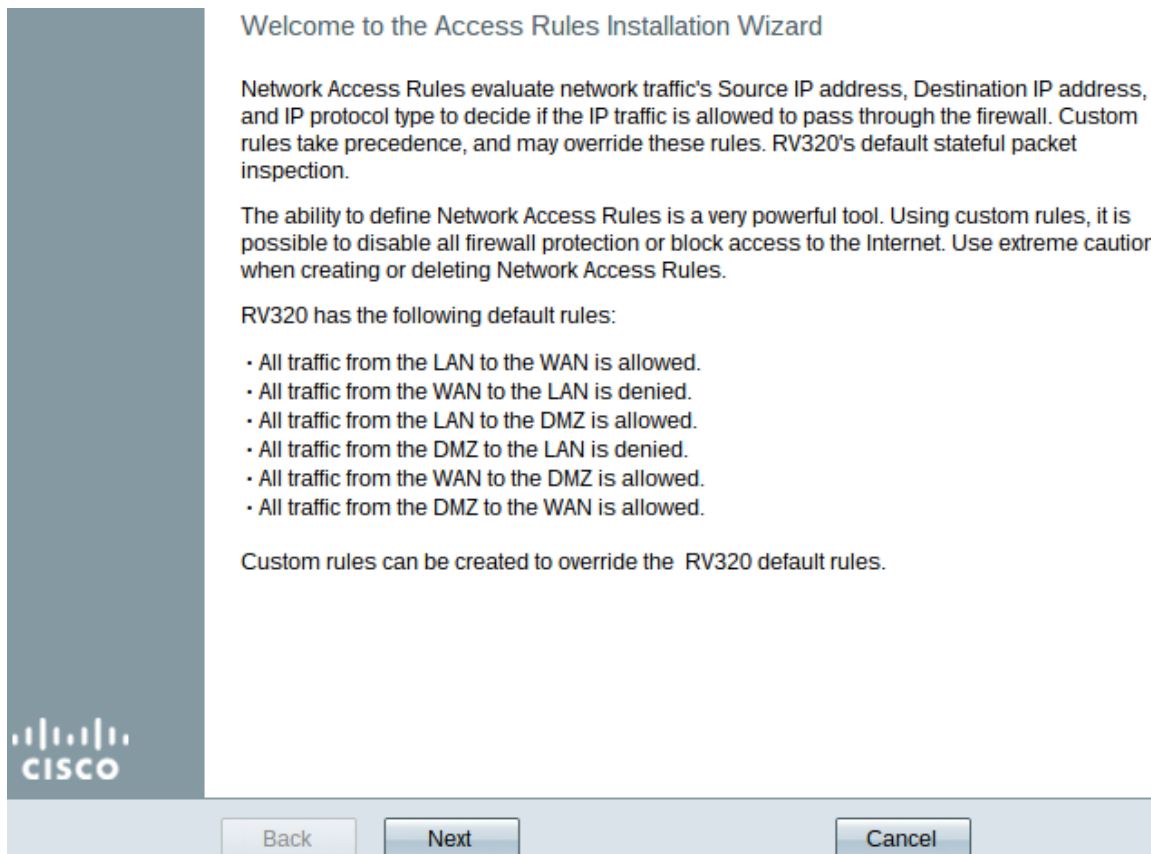 Welcome to the Access Rules Installation Wizard
Network Access Rules evaluate network traffic's Source IP address, Destination IP address,
and IP protocol type to decide if the IP traffic is allowed to pass through the firewall. Custom
rules take precedence, and may override these rules. RV320's default stateful packet
inspection.
The ability to define Network Access Rules is a very powerful tool. Using custom rules, it is
possible to disable all firewall protection or block access to the Internet. Use extreme caution
when creating or deleting Network Access Rules.
RV320 has the following default rules:
· All traffic from the LAN to the WAN is allowed.
· All traffic from the WAN to the LAN is denied.
· All traffic from the LAN to the DMZ is allowed.
· All traffic from the DMZ to the LAN is denied.
· All traffic from the WAN to the DMZ is allowed.
· All traffic from the DMZ to the WAN is allowed.
Custom rules can be created to override the RV320 default rules.
CISCO
Back Next Cancel